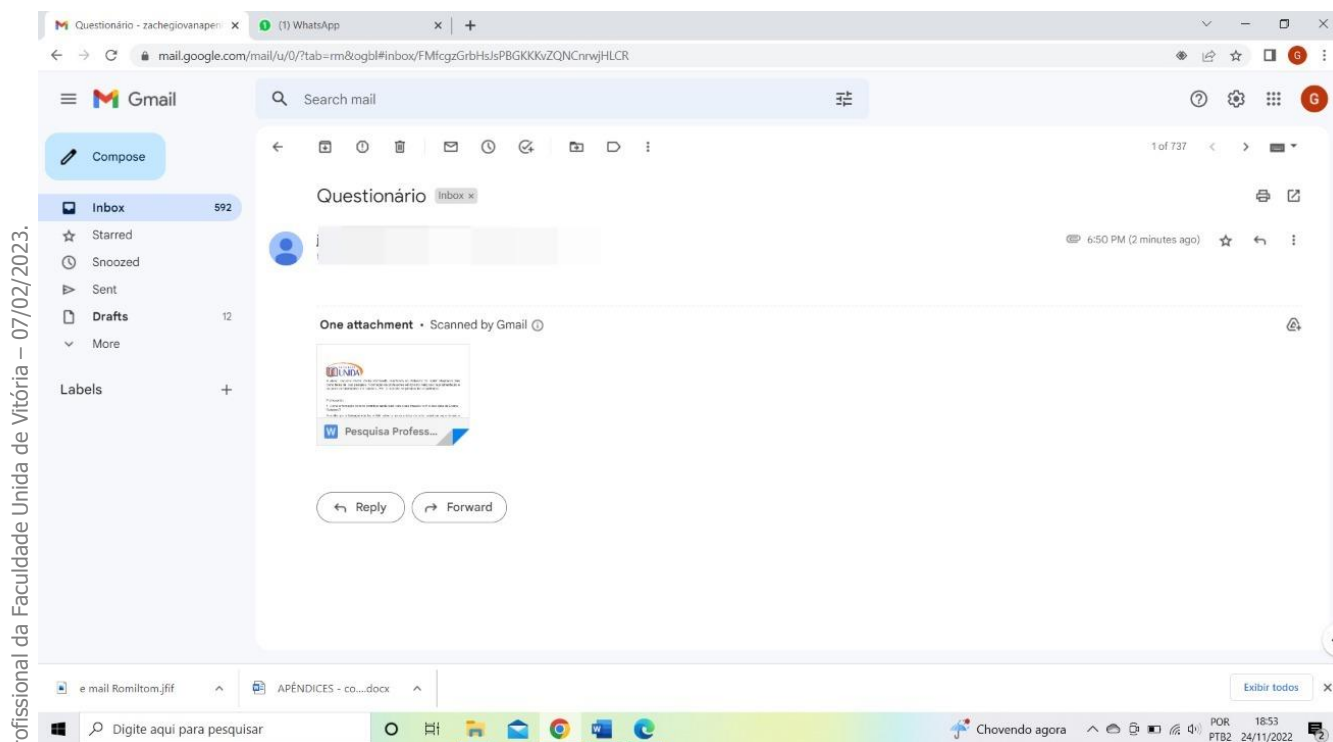 Questionário - zachegiovanapen
(1) WhatsApp
mail.google.com/mail/u/0/?tab=rm&ogbl#inbox/FMfcgzGrbHsJsPBGKKKvZQNCnrwjHLCR
G
Gmail
Search mail
G
Compose
1 of 737
Questionário Inbox x
Inbox 592
Starred
6:50 PM (2 minutes ago)
Snoozed
Sent
Drafts 12
More
One attachment • Scanned by Gmail
Labels
UNIDA
W Pesquisa Profess...
Reply
Forward
e mail Romiltom.jfif
APÊNDICES - co....docx
Exibir todos
Digite aqui para pesquisar
Chovendo agora
POR
PTB2
18:53
24/11/2022
2
rofissional da Faculdade Unida de Vitória – 07/02/2023.